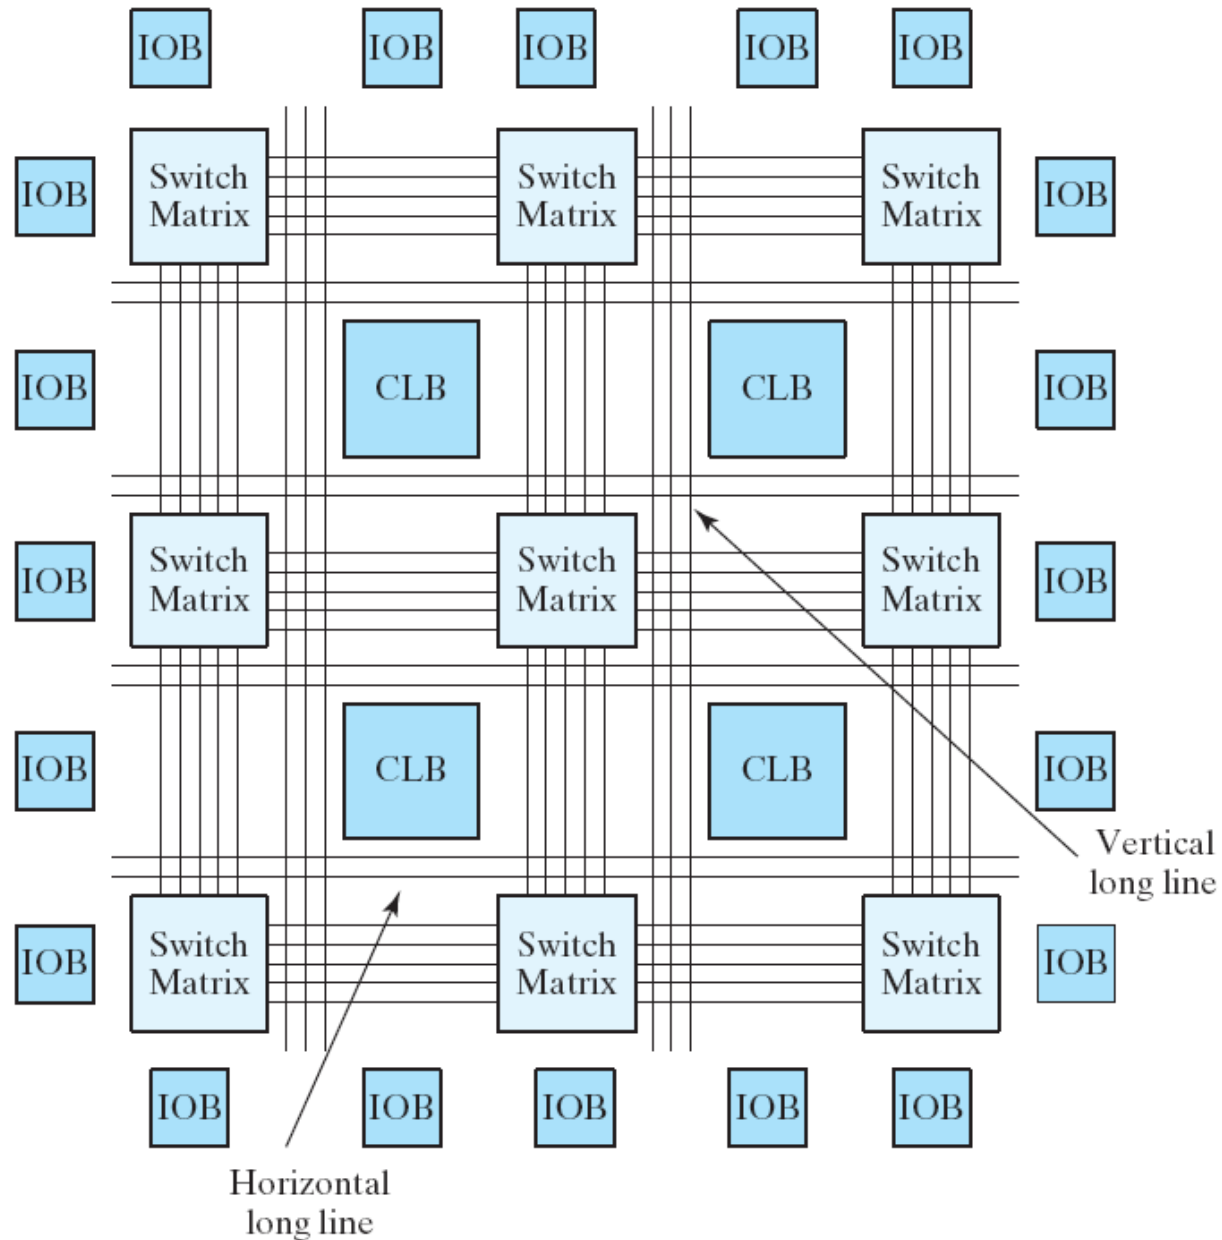 IOB IOB IOB IOB IOB
IOB Switch Matrix Switch Matrix Switch Matrix IOB
IOB CLB CLB IOB
IOB Switch Matrix Switch Matrix Switch Matrix IOB
IOB CLB CLB IOB
Vertical
long line
IOB Switch Matrix Switch Matrix Switch Matrix IOB
IOB IOB IOB IOB IOB
Horizontal
long line